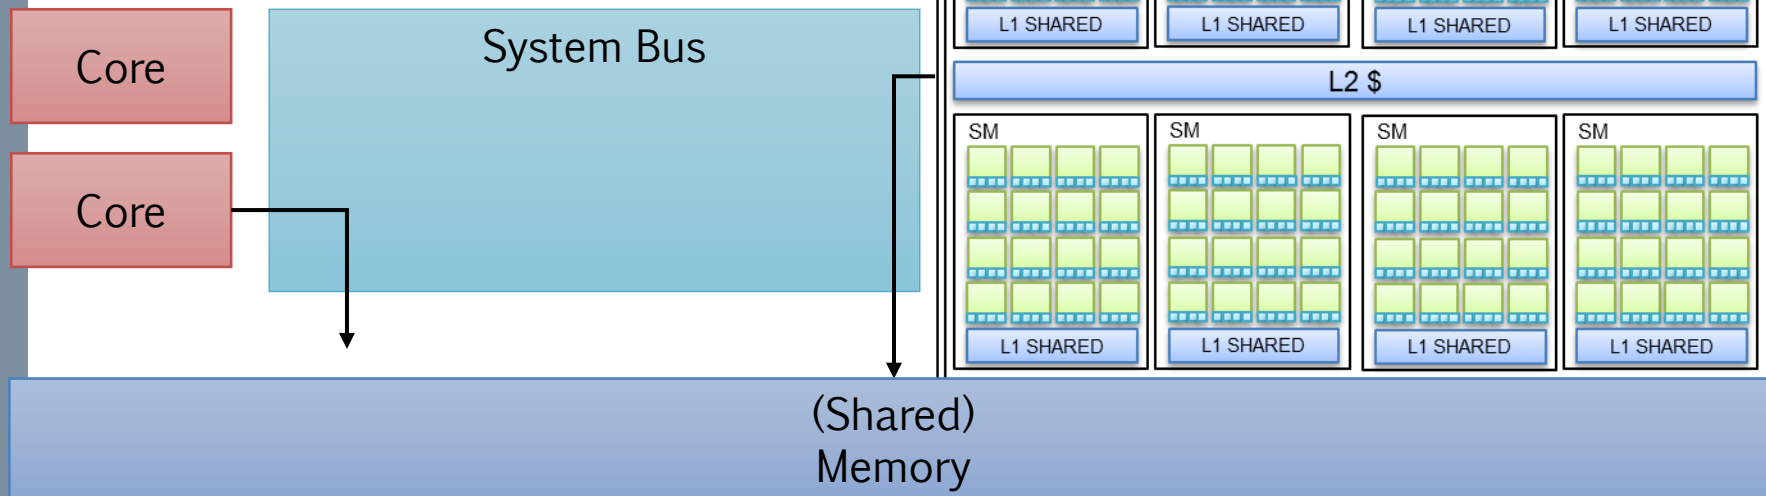 Core
System Bus
L1 SHARED
L1 SHARED
L1 SHARED
L1 SHARED
L2 $
Core
SM
SM
SM
SM
L1 SHARED
L1 SHARED
L1 SHARED
L1 SHARED
(Shared)
Memory